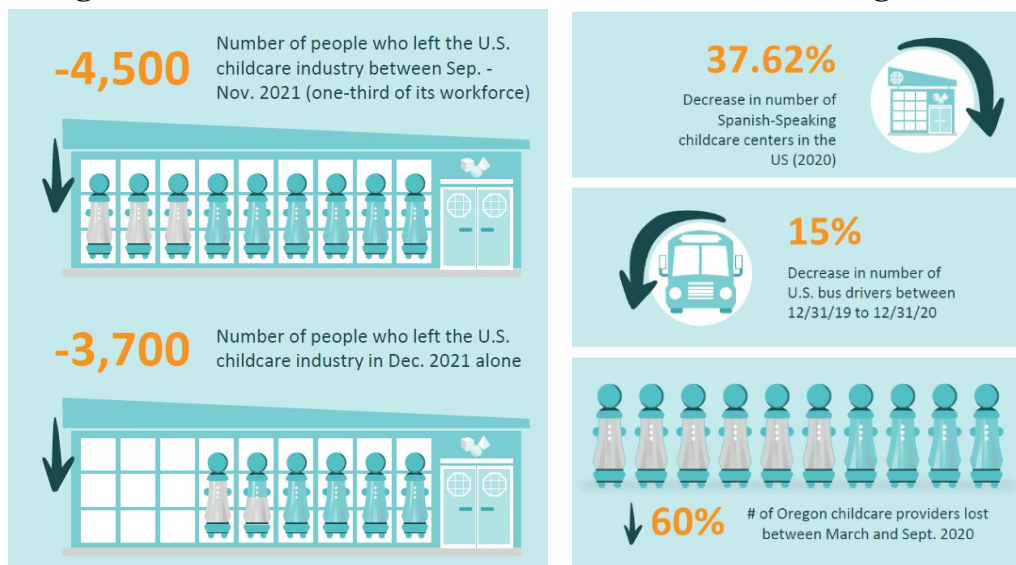 -4,500
Number of people who left the U.S.
childcare industry between Sep. -
Nov. 2021 (one-third of its workforce)
-3,700
Number of people who left the U.S.
childcare industry in Dec. 2021 alone
37.62%
Decrease in number of
Spanish-Speaking
childcare centers in the
US (2020)
15%
Decrease in number of
U.S. bus drivers between
12/31/19 to 12/31/20
60%
# of Oregon childcare providers lost
between March and Sept. 2020